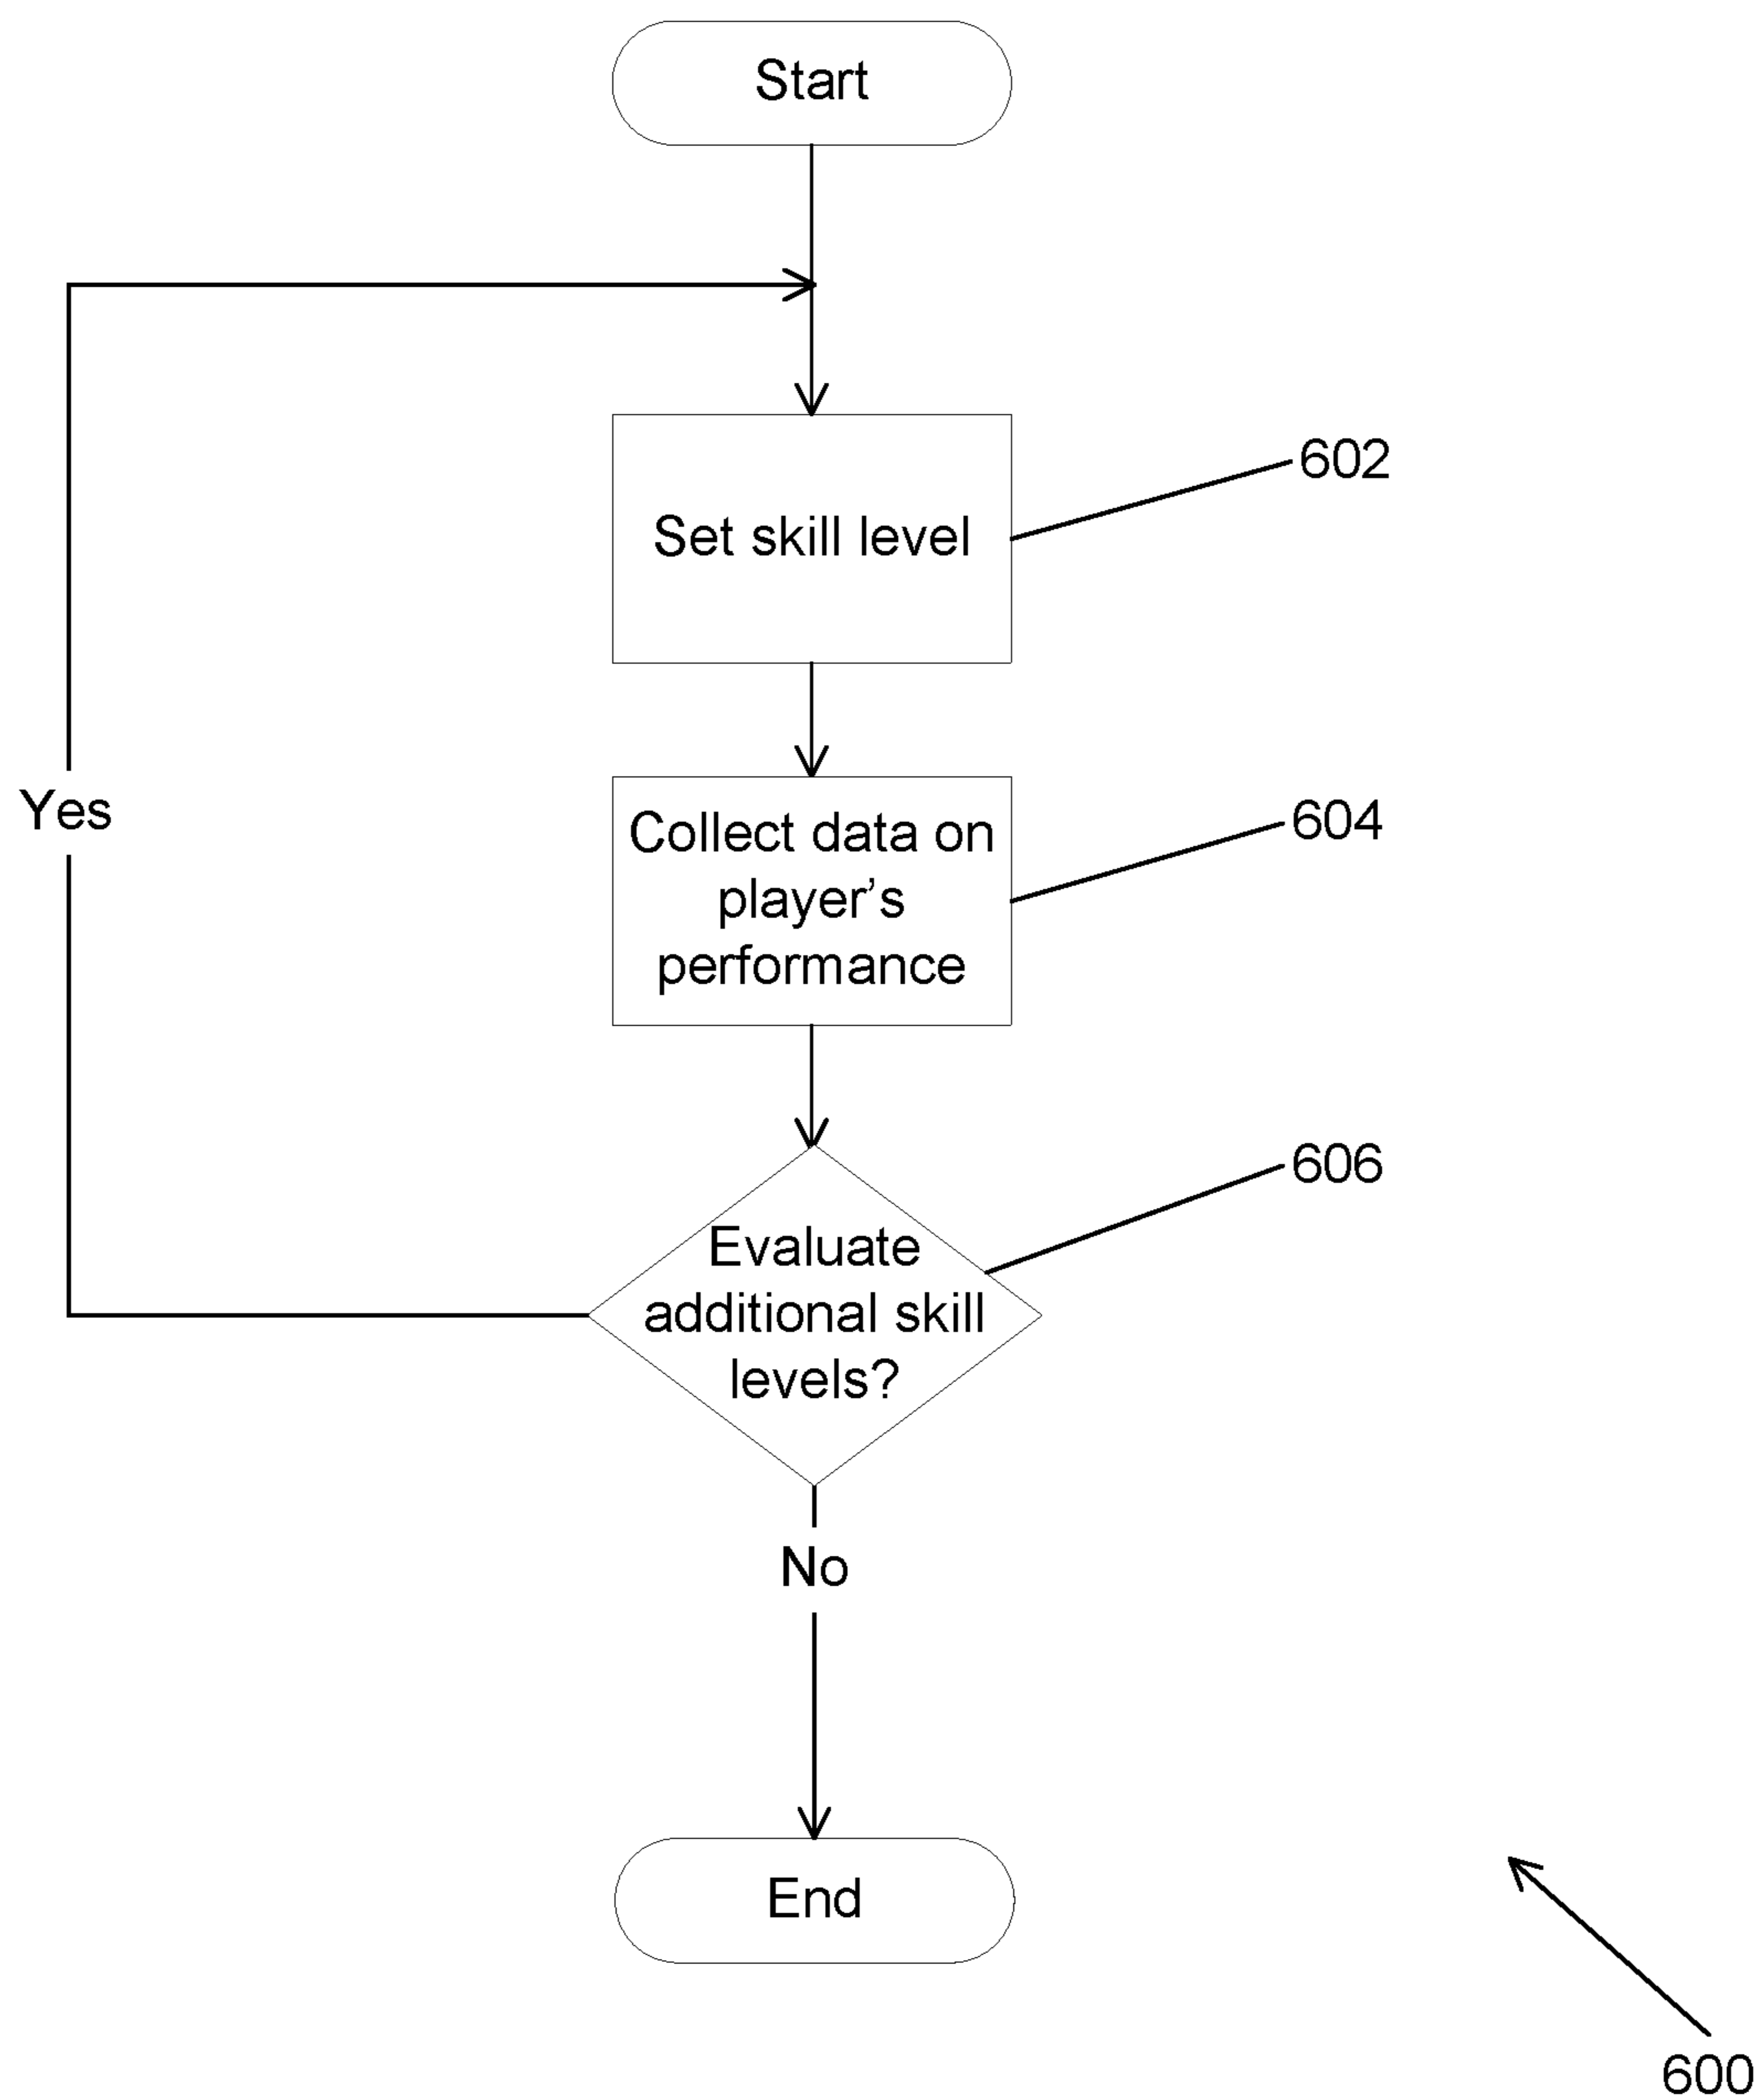 Start
Set skill level
602
Collect data on
player’s
performance
604
Yes
Evaluate
additional skill
levels?
606
No
End
600